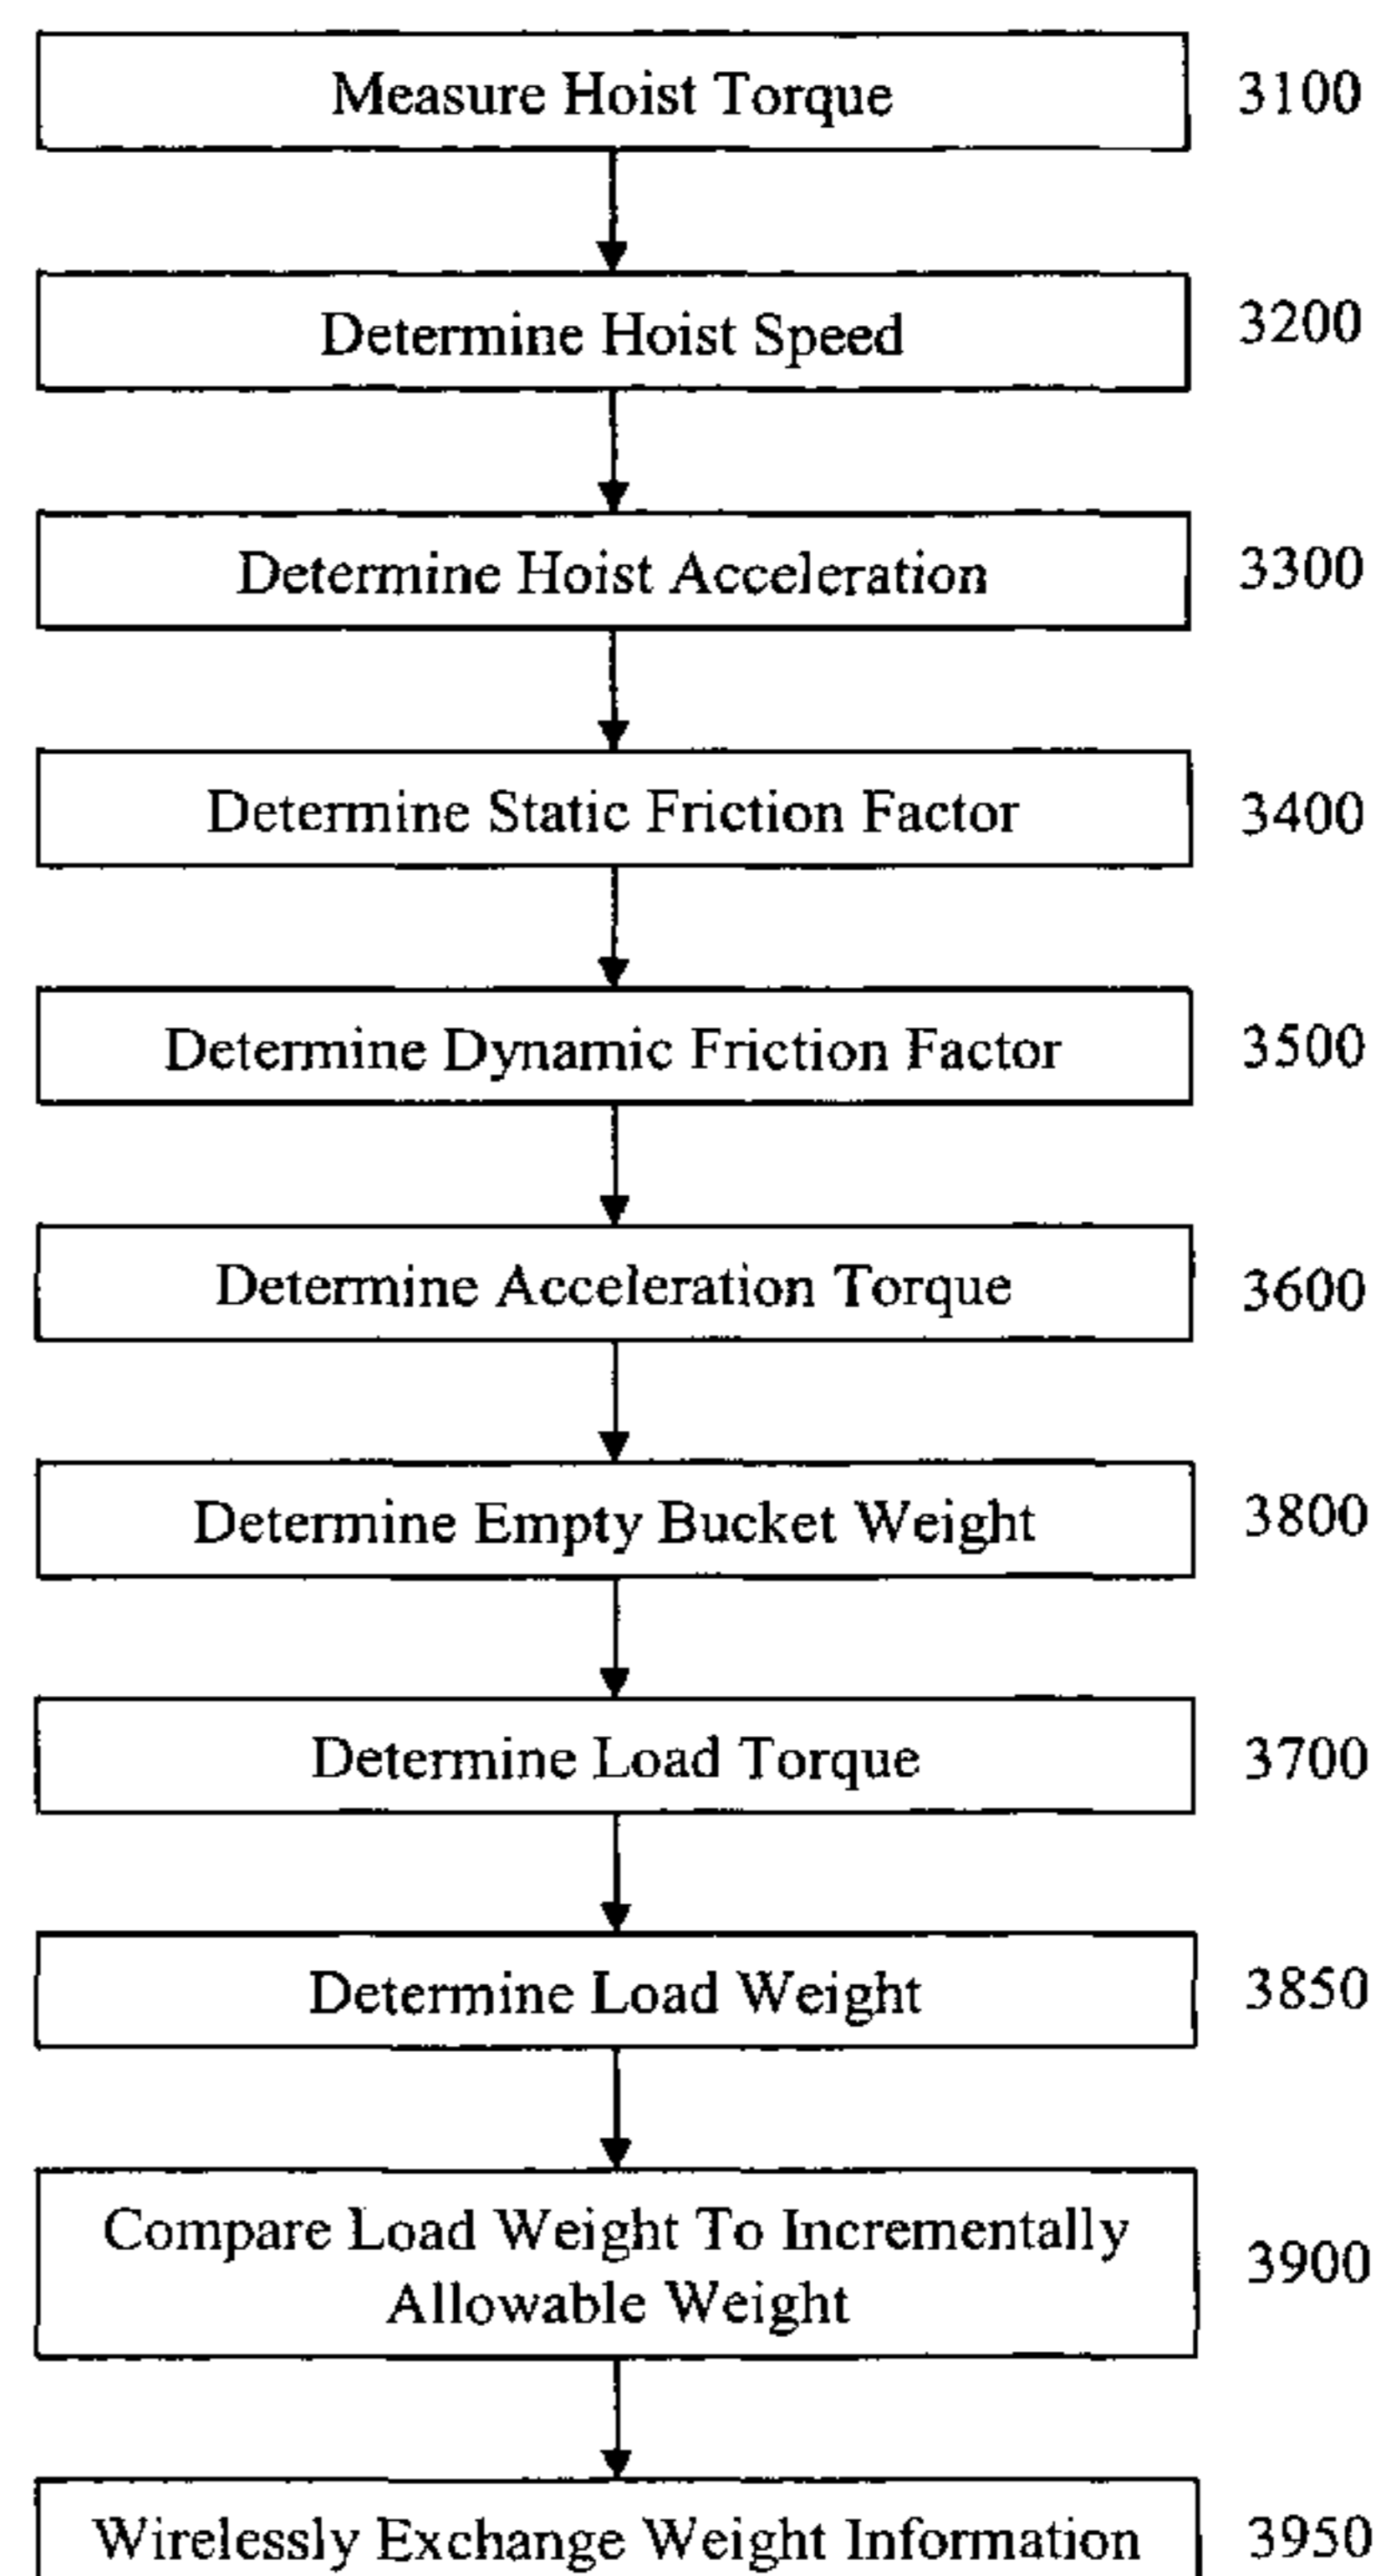 Measure Hoist Torque 3100
Determine Hoist Speed 3200
Determine Hoist Acceleration 3300
Determine Static Friction Factor 3400
Determine Dynamic Friction Factor 3500
Determine Acceleration Torque 3600
Determine Empty Bucket Weight 3800
Determine Load Torque 3700
Determine Load Weight 3850
Compare Load Weight To Incrementally
Allowable Weight 3900
Wirelessly Exchange Weight Information 3950